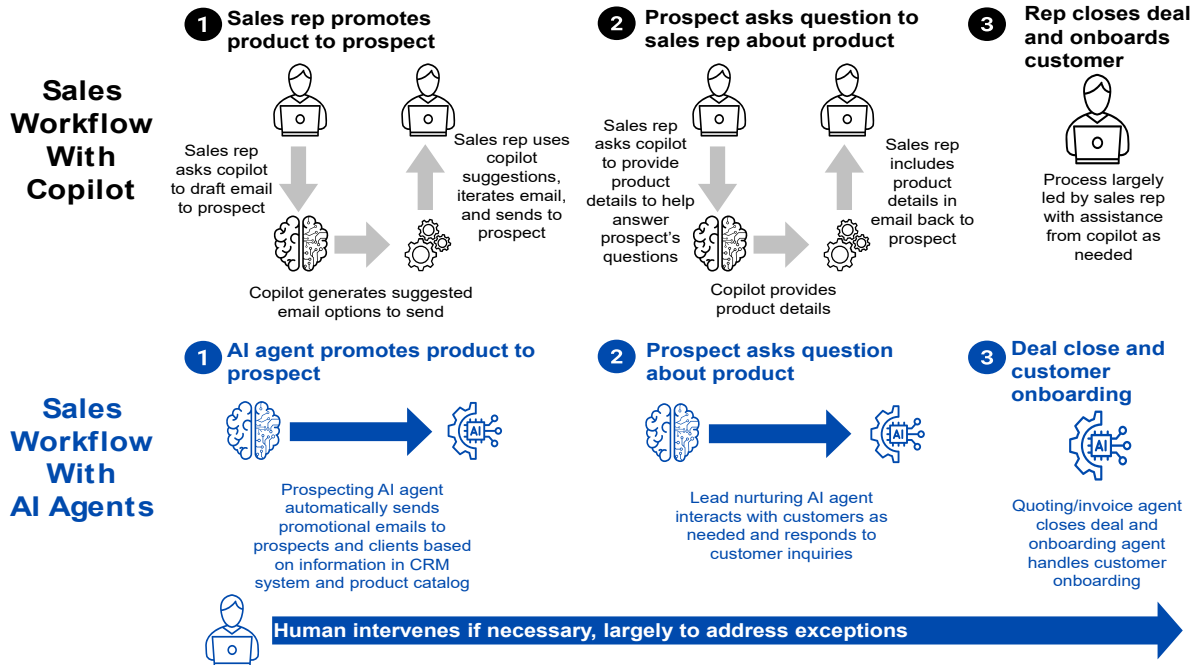 Sales
Workflow
With
Copilot
1
Sales rep promotes
product to prospect
Sales rep
asks copilot
to draft email
to prospect
Sales rep uses
copilot
suggestions,
iterates email,
and sends to
prospect
Copilot generates suggested
email options to send
2
Prospect asks question to
sales rep about product
Sales rep
asks copilot
to provide
product
details to help
answer
prospect's
questions
Sales rep
includes
product
details in
email back to
prospect
Copilot provides
product details
3
Rep closes deal
and onboards
customer
Process largely
led by sales rep
with assistance
from copilot as
needed
Sales
Workflow
With
AI Agents
1
AI agent promotes product to
prospect
AI
Prospecting AI agent
automatically sends
promotional emails to
prospects and clients based
on information in CRM
system and product catalog
2
Prospect asks question
about product
AI
Lead nurturing AI agent
interacts with customers as
needed and responds to
customer inquiries
3
Deal close and
customer
onboarding
AI
Quoting/invoice agent
closes deal and
onboarding agent
handles customer
onboarding
Human intervenes if necessary, largely to address exceptions